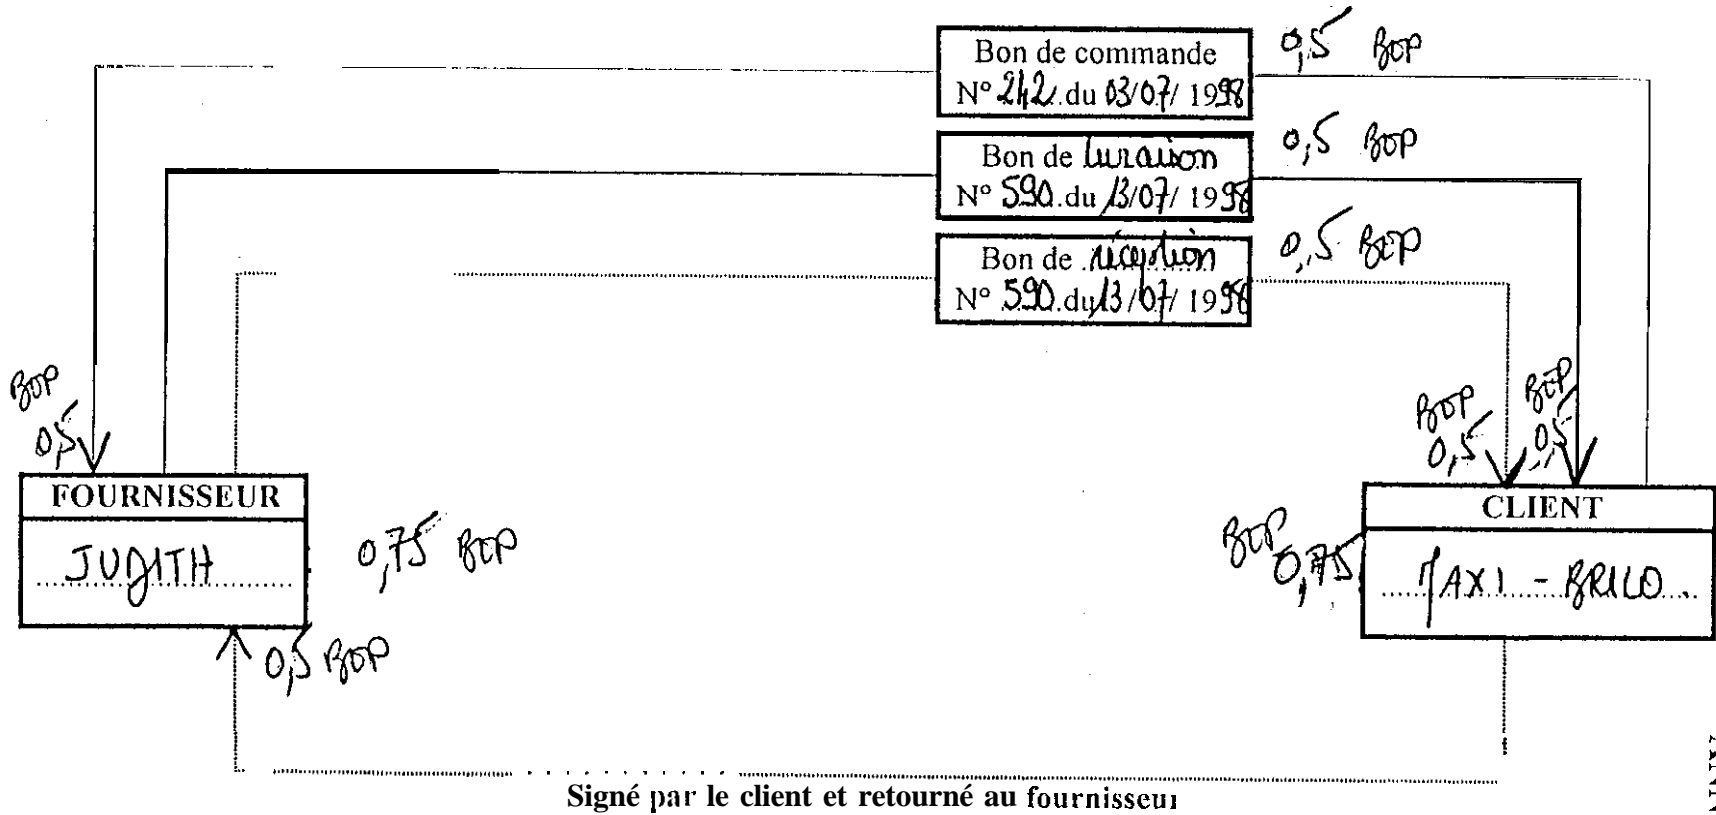 Bon de commande
N° 242 du 03/07/ 1998
0,5 BOP
Bon de livraison
N° 590 du 13/07/ 1998
0,5 BOP
Bon de réception
N° 590 du 13/07/ 1998
0,5 BOP
BOP
0,5
BOP
0,5
BOP
0,5
FOURNISSEUR
JUDITH
0,75 BOP
0,5 BOP
CLIENT
MAXI - BRILO
BOP
0,75
Signé par le client et retourné au fournisseur